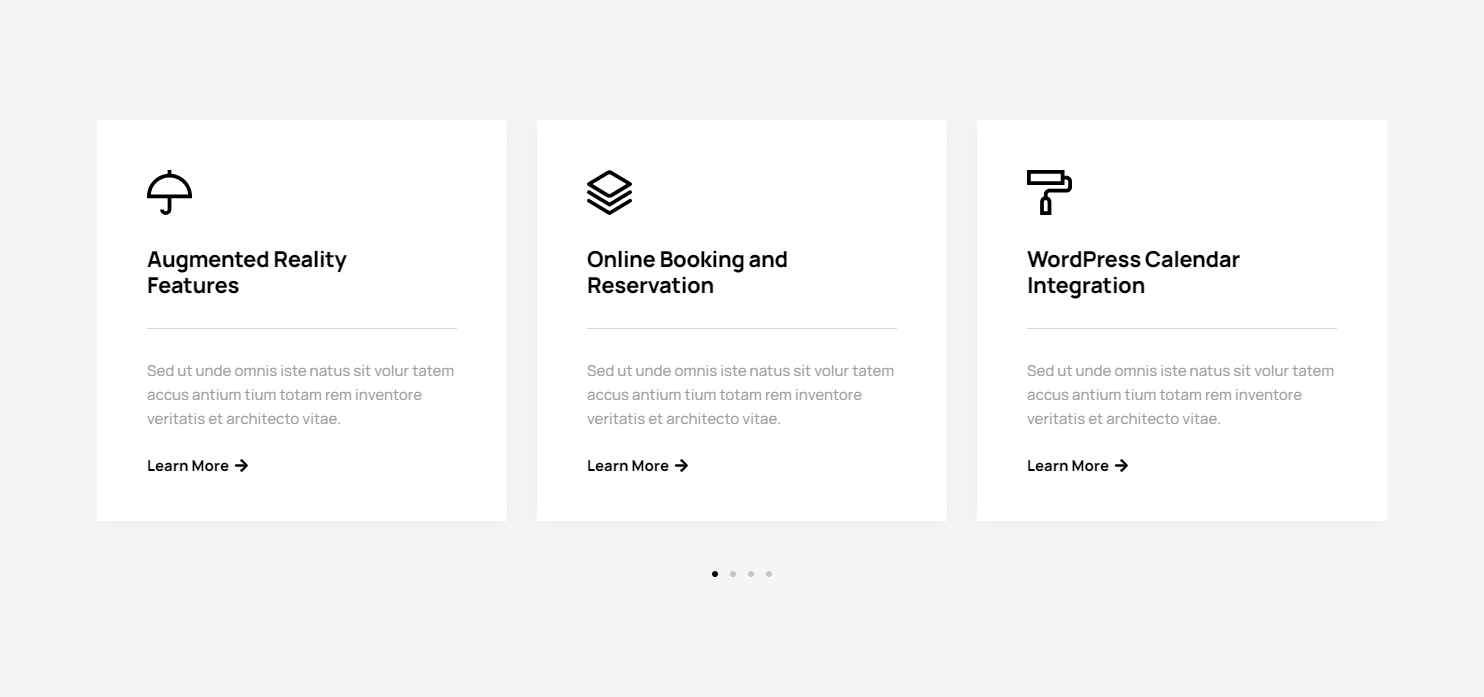 Augmented Reality
Features
Sed ut unde omnis iste natus sit volur tatem
accus antium tium totam rem inventore
veritatis et architecto vitae.
Learn More
Online Booking and
Reservation
Sed ut unde omnis iste natus sit volur tatem
accus antium tium totam rem inventore
veritatis et architecto vitae.
Learn More
WordPress Calendar
Integration
Sed ut unde omnis iste natus sit volur tatem
accus antium tium totam rem inventore
veritatis et architecto vitae.
Learn More